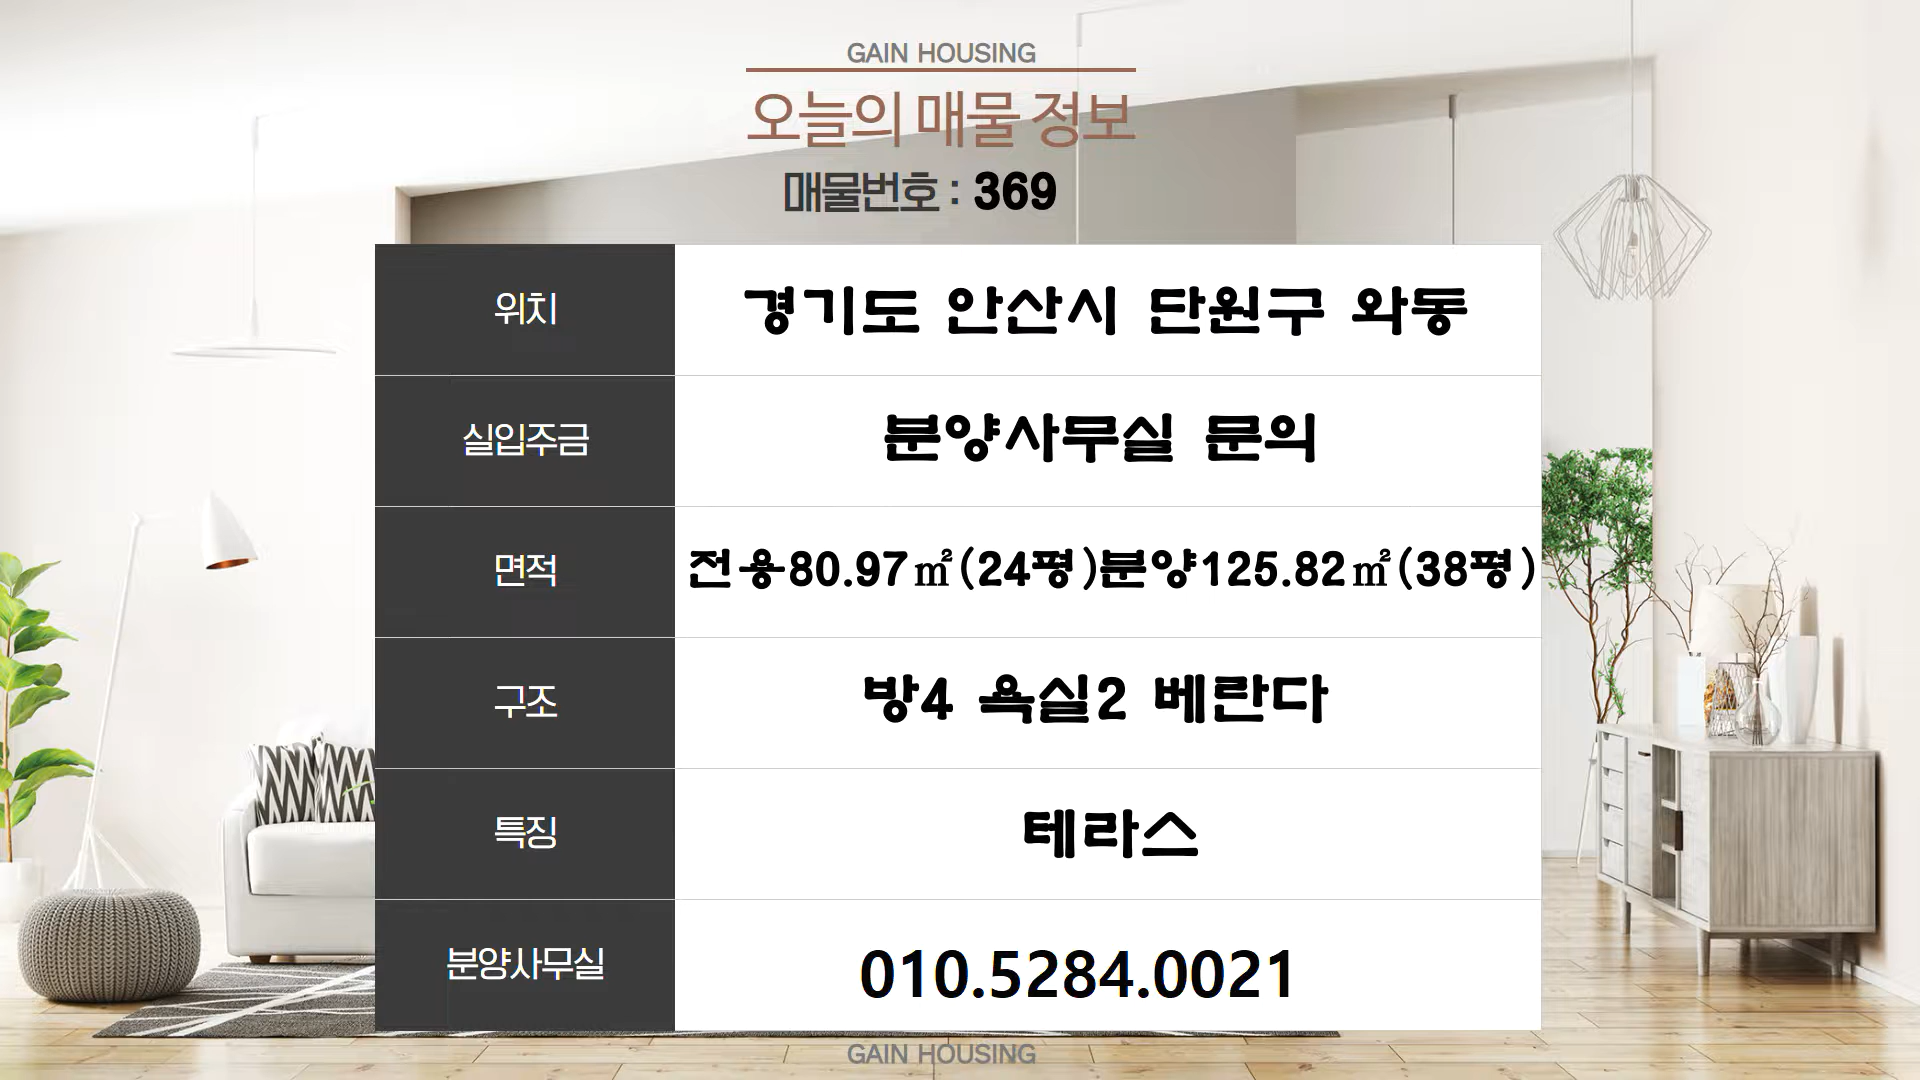 GAIN HOUSING
오늘의 매물 정보
매물번호 : 369
위치 경기도 안산시 단원구 와동
실입주금 분양사무실 문의
면적 전용80.97㎡(24평)분양125.82㎡(38평)
구조 방4 욕실2 베란다
특징 테라스
분양사무실 010.5284.0021
GAIN HOUSING